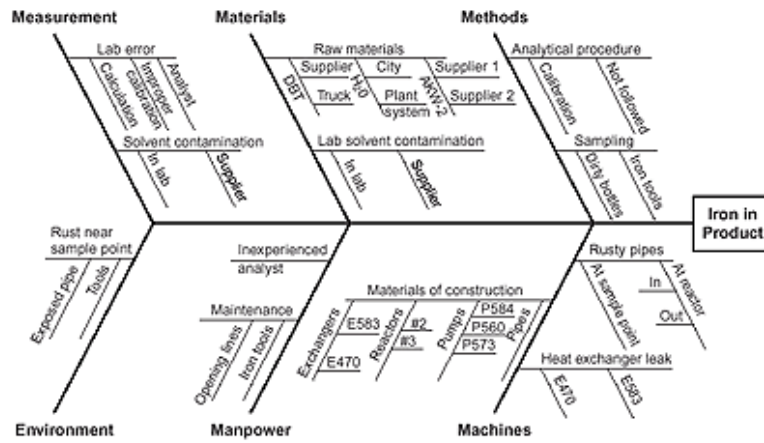 Measurement
Materials
Methods
Lab error
Calculation
Improper
calibration
Analyst
Solvent contamination
In lab
Supplier
Raw materials
DBT
Supplier
Truck
H₂0
City
Plant
system
AKW-2
Supplier 1
Supplier 2
Lab solvent contamination
In lab
Supplier
Analytical procedure
Calibration
Not followed
Sampling
Dirty bottles
Iron tools
Iron in
Product
Rust near
sample point
Exposed pipe
Tools
Inexperienced
analyst
Maintenance
Opening lines
Iron tools
Materials of construction
Exchangers
E583
E470
Reactors
#2
#3
Pumps
P584
P560
P573
Pipes
Rusty pipes
At sample point
At reactor
In
Out
Heat exchanger leak
E470
E583
Environment
Manpower
Machines